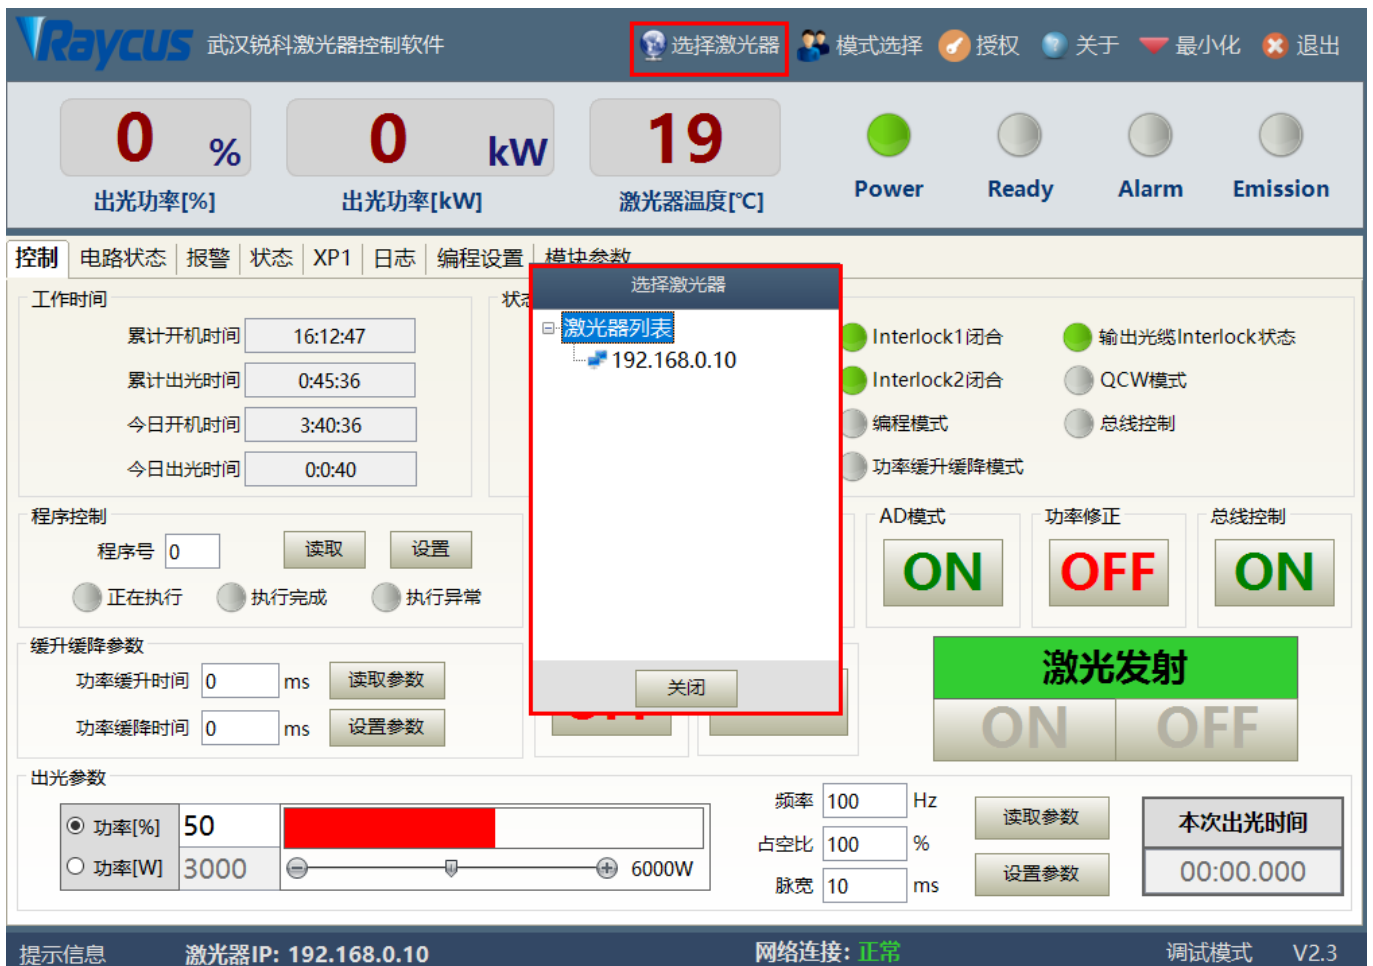 Raycus 武汉锐科激光器控制软件 选择激光器 模式选择 授权 关于 最小化 退出
0 % 0 kW 19
出光功率[%] 出光功率[kW] 激光器温度[℃] Power Ready Alarm Emission
控制 电路状态 报警 状态 XP1 日志 编程设置 模块参数
选择激光器
激光器列表
192.168.0.10
关闭
工作时间
累计开机时间 16:12:47
累计出光时间 0:45:36
今日开机时间 3:40:36
今日出光时间 0:0:40
状态
Interlock1闭合 输出光缆Interlock状态
Interlock2闭合 QCW模式
编程模式 总线控制
功率缓升缓降模式
程序控制
程序号 0 读取 设置
正在执行 执行完成 执行异常
AD模式 功率修正 总线控制
ON OFF ON
缓升缓降参数
功率缓升时间 0 ms 读取参数
功率缓降时间 0 ms 设置参数
激光发射
ON OFF
出光参数
功率[%] 50
功率[W] 3000 6000W
频率 100 Hz
占空比 100 %
脉宽 10 ms
读取参数
设置参数
本次出光时间
00:00.000
提示信息 激光器IP: 192.168.0.10 网络连接: 正常 调试模式 V2.3